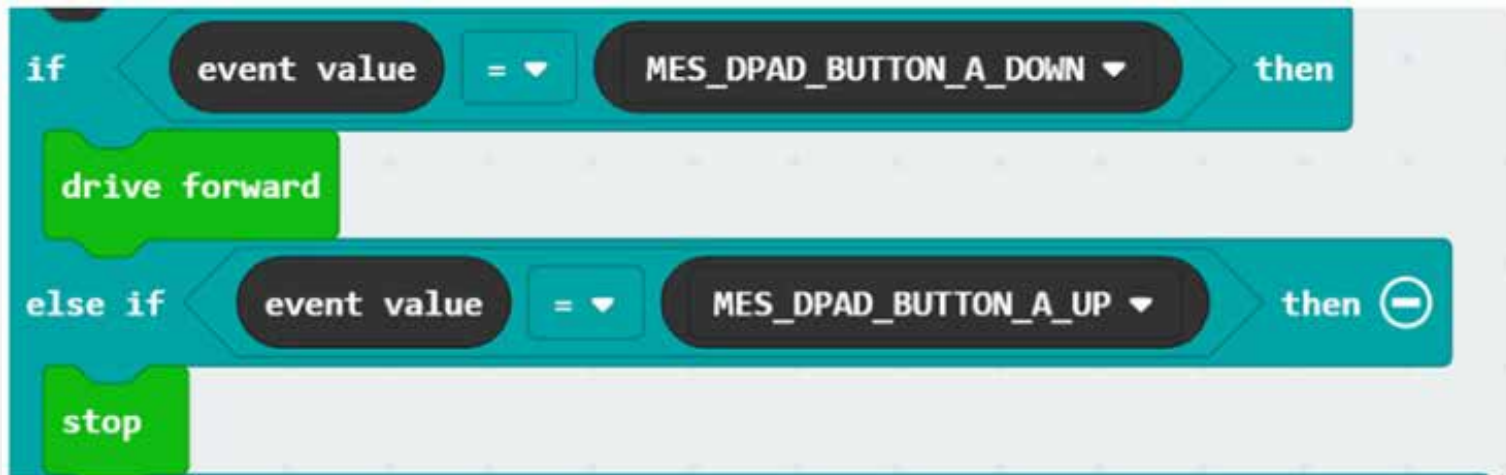 if event value = MES_DPAD_BUTTON_A_DOWN then
drive forward
else if event value = MES_DPAD_BUTTON_A_UP then
stop